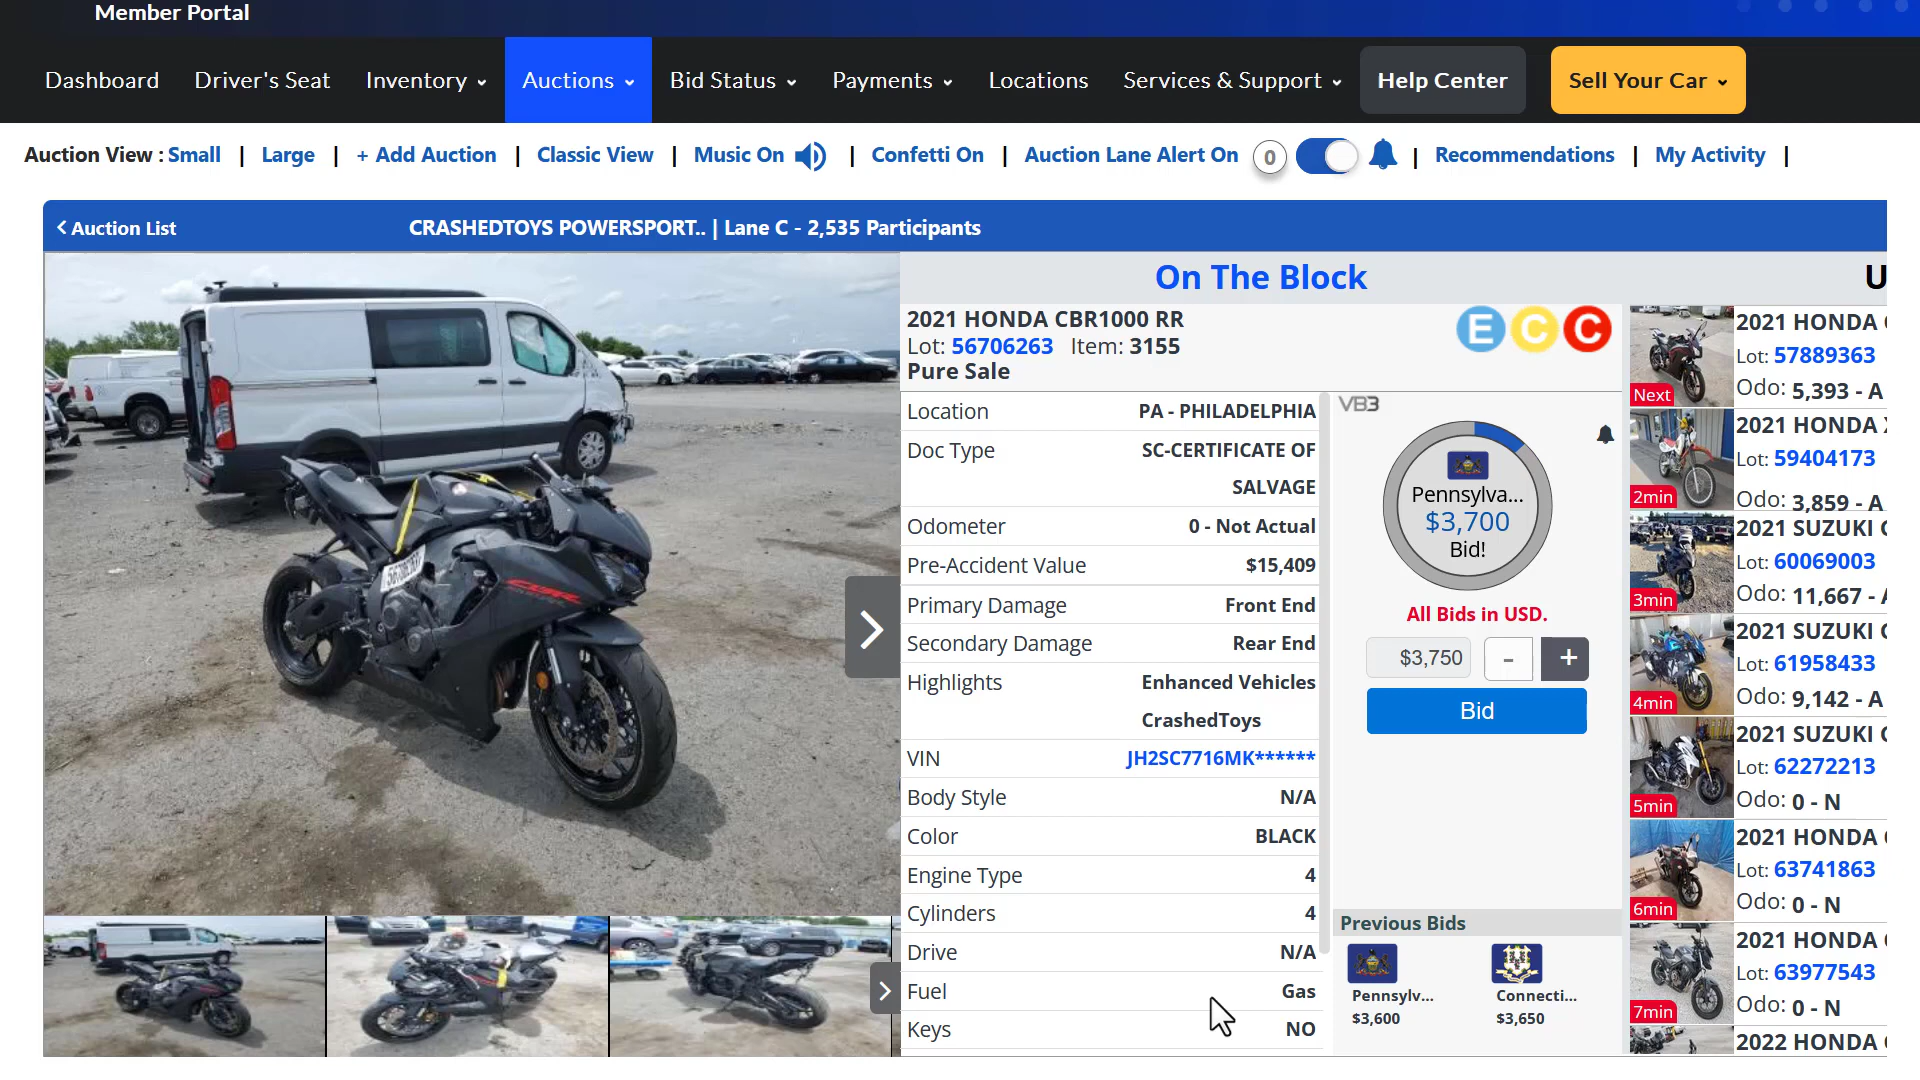 Member Portal
Dashboard Driver's Seat Inventory Auctions Bid Status Payments Locations Services & Support Help Center Sell Your Car
Auction View : Small | Large | + Add Auction | Classic View | Music On | Confetti On | Auction Lane Alert On 0 | Recommendations | My Activity |
Auction List
CRASHEDTOYS POWERSPORT.. | Lane C - 2,535 Participants
On The Block
2021 HONDA CBR1000 RR
Lot: 56706263 Item: 3155
Pure Sale
E C C
Location PA - PHILADELPHIA
Doc Type SC-CERTIFICATE OF
SALVAGE
Odometer 0 - Not Actual
Pre-Accident Value $15,409
Primary Damage Front End
Secondary Damage Rear End
Highlights Enhanced Vehicles
CrashedToys
VIN JH2SC7716MK******
Body Style N/A
Color BLACK
Engine Type 4
Cylinders 4
Drive N/A
Fuel Gas
Keys NO
VB3
Pennsylva...
$3,700
Bid!
All Bids in USD.
$3,750 - +
Bid
Previous Bids
Pennsylv... Connecti...
$3,600 $3,650
U
2021 HONDA
Lot: 57889363
Odo: 5,393 - A
Next
2021 HONDA
Lot: 59404173
Odo: 3,859 - A
2min
2021 SUZUKI
Lot: 60069003
Odo: 11,667 -
3min
2021 SUZUKI
Lot: 61958433
Odo: 9,142 - A
4min
2021 SUZUKI
Lot: 62272213
Odo: 0 - N
5min
2021 HONDA
Lot: 63741863
Odo: 0 - N
6min
2021 HONDA
Lot: 63977543
Odo: 0 - N
7min
2022 HONDA
CBR